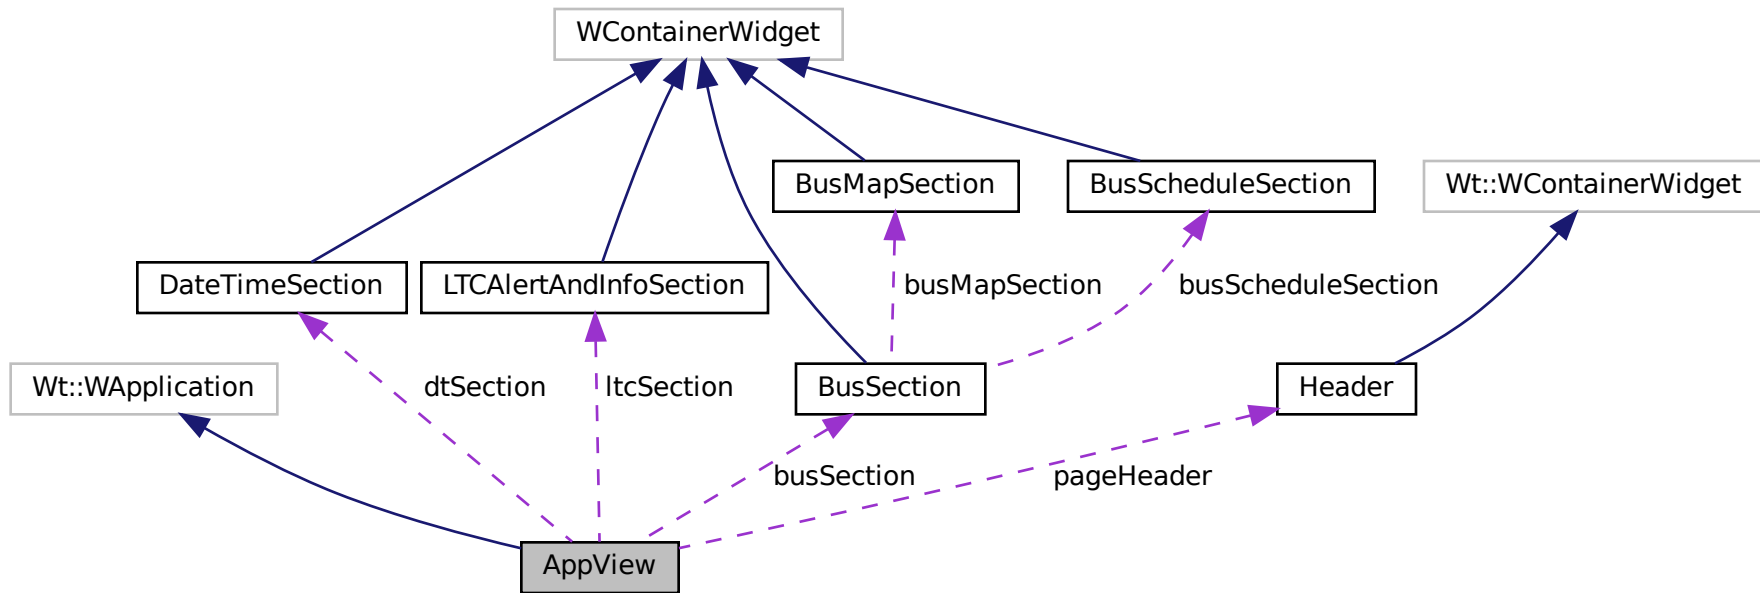 WContainerWidget
BusMapSection
BusScheduleSection
Wt::WContainerWidget
DateTimeSection
LTCAlertAndInfoSection
busMapSection
busScheduleSection
Wt::WApplication
dtSection
ltcSection
BusSection
Header
busSection
pageHeader
AppView